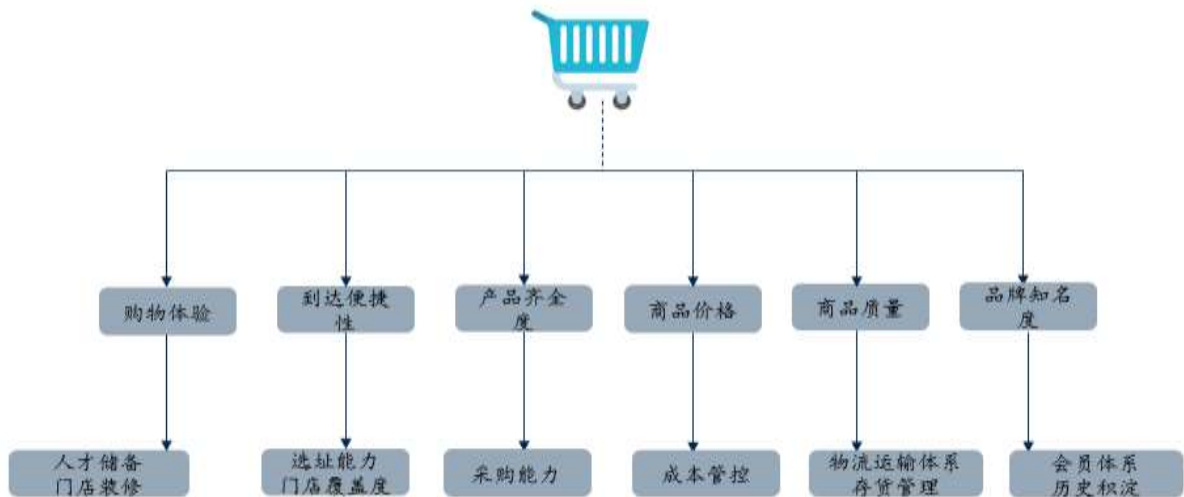 购物体验
到达便捷
性
产品齐全
度
商品价格
商品质量
品牌知名
度
人才储备
门店装修
选址能力
门店覆盖度
采购能力
成本管控
物流运输体系
存货管理
会员体系
历史积淀